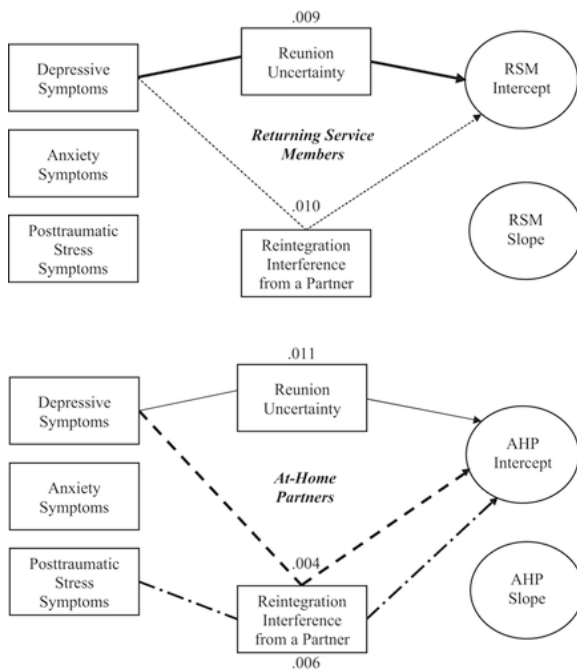 .009
Depressive
Symptoms
Reunion
Uncertainty
RSM
Intercept
Returning Service
Members
Anxiety
Symptoms
.010
Posttraumatic
Stress
Symptoms
Reintegration
Interference
from a Partner
RSM
Slope
.011
Depressive
Symptoms
Reunion
Uncertainty
AHP
Intercept
At-Home
Partners
Anxiety
Symptoms
.004
Posttraumatic
Stress
Symptoms
Reintegration
Interference
from a Partner
AHP
Slope
.006